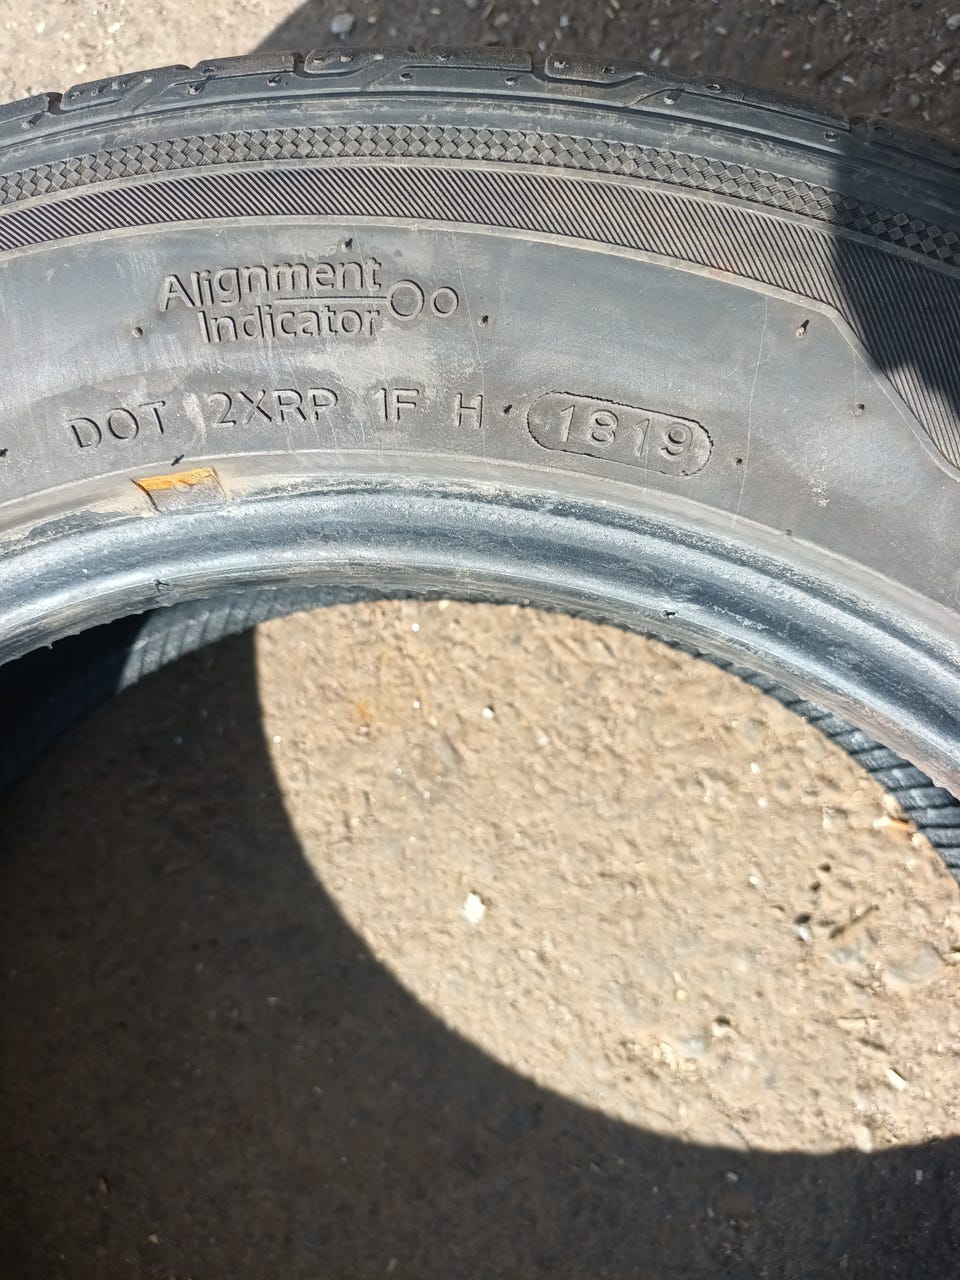 Alignment
Indicator
DOT 2XRP 1F H 1819